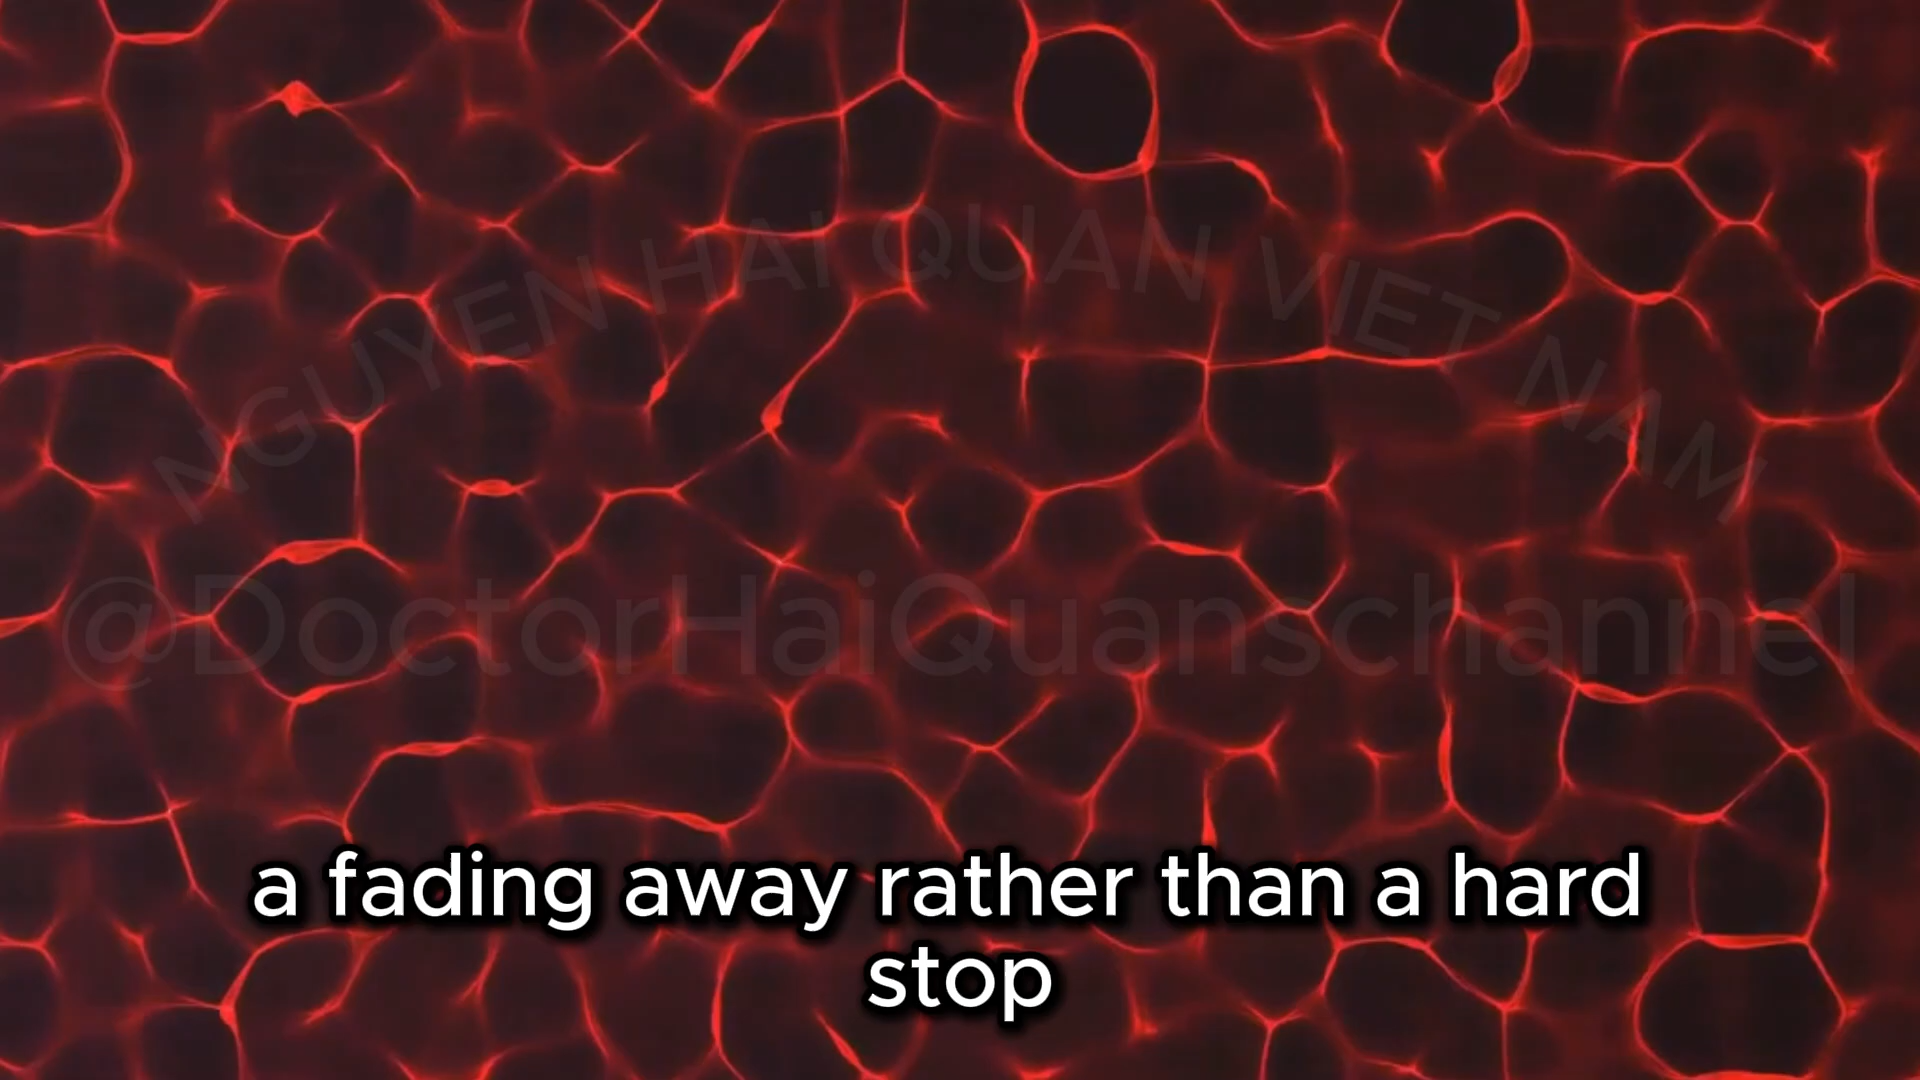 NGUYEN HAI QUAN VIET NAM
@DoctorHaiQuanschannel
a fading away rather than a hard
stop